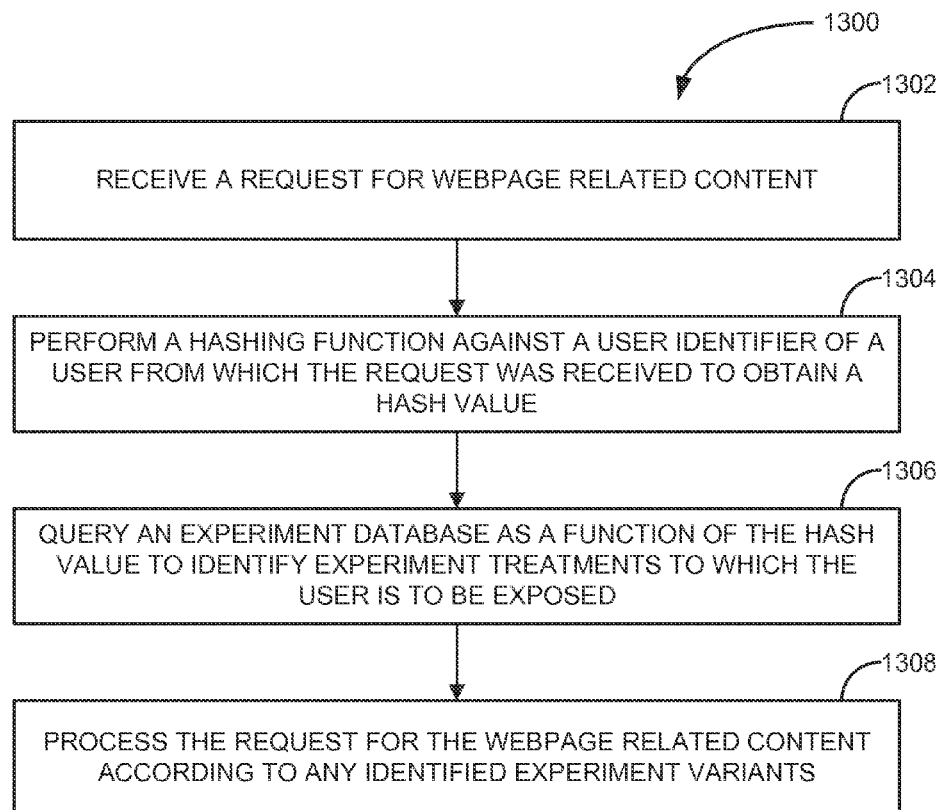 1300
1302
RECEIVE A REQUEST FOR WEBPAGE RELATED CONTENT
1304
PERFORM A HASHING FUNCTION AGAINST A USER IDENTIFIER OF A
USER FROM WHICH THE REQUEST WAS RECEIVED TO OBTAIN A
HASH VALUE
1306
QUERY AN EXPERIMENT DATABASE AS A FUNCTION OF THE HASH
VALUE TO IDENTIFY EXPERIMENT TREATMENTS TO WHICH THE
USER IS TO BE EXPOSED
1308
PROCESS THE REQUEST FOR THE WEBPAGE RELATED CONTENT
ACCORDING TO ANY IDENTIFIED EXPERIMENT VARIANTS